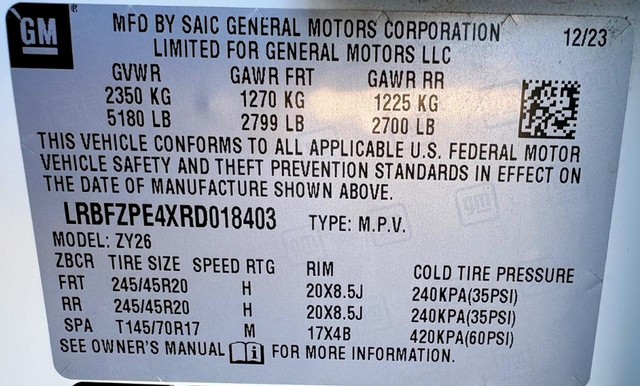 GM ®
MFD BY SAIC GENERAL MOTORS CORPORATION 12/23
LIMITED FOR GENERAL MOTORS LLC
GVWR GAWR FRT GAWR RR
2350 KG 1270 KG 1225 KG
5180 LB 2799 LB 2700 LB
THIS VEHICLE CONFORMS TO ALL APPLICABLE U.S. FEDERAL MOTOR
VEHICLE SAFETY AND THEFT PREVENTION STANDARDS IN EFFECT ON
THE DATE OF MANUFACTURE SHOWN ABOVE.
LRBFZPE4XRD018403 TYPE: M.P.V.
MODEL: ZY26
ZBCR TIRE SIZE SPEED RTG RIM COLD TIRE PRESSURE
FRT 245/45R20 H 20X8.5J 240KPA(35PSI)
RR 245/45R20 H 20X8.5J 240KPA(35PSI)
SPA T145/70R17 M 17X4B 420KPA(60PSI)
SEE OWNER'S MANUAL FOR MORE INFORMATION.